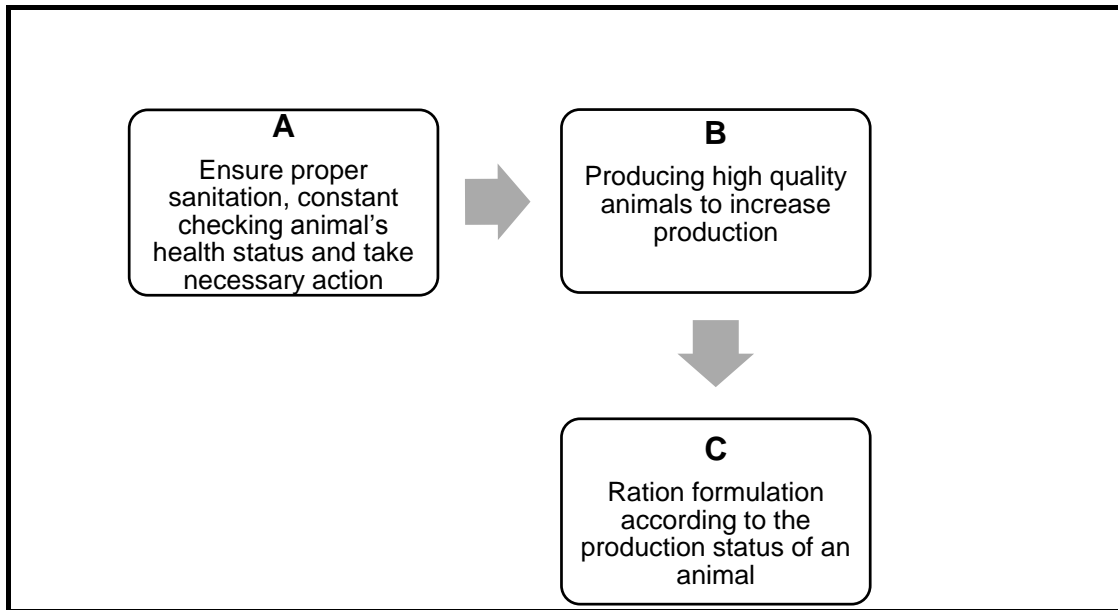 A
Ensure proper
sanitation, constant
checking animal’s
health status and take
necessary action
B
Producing high quality
animals to increase
production
C
Ration formulation
according to the
production status of an
animal